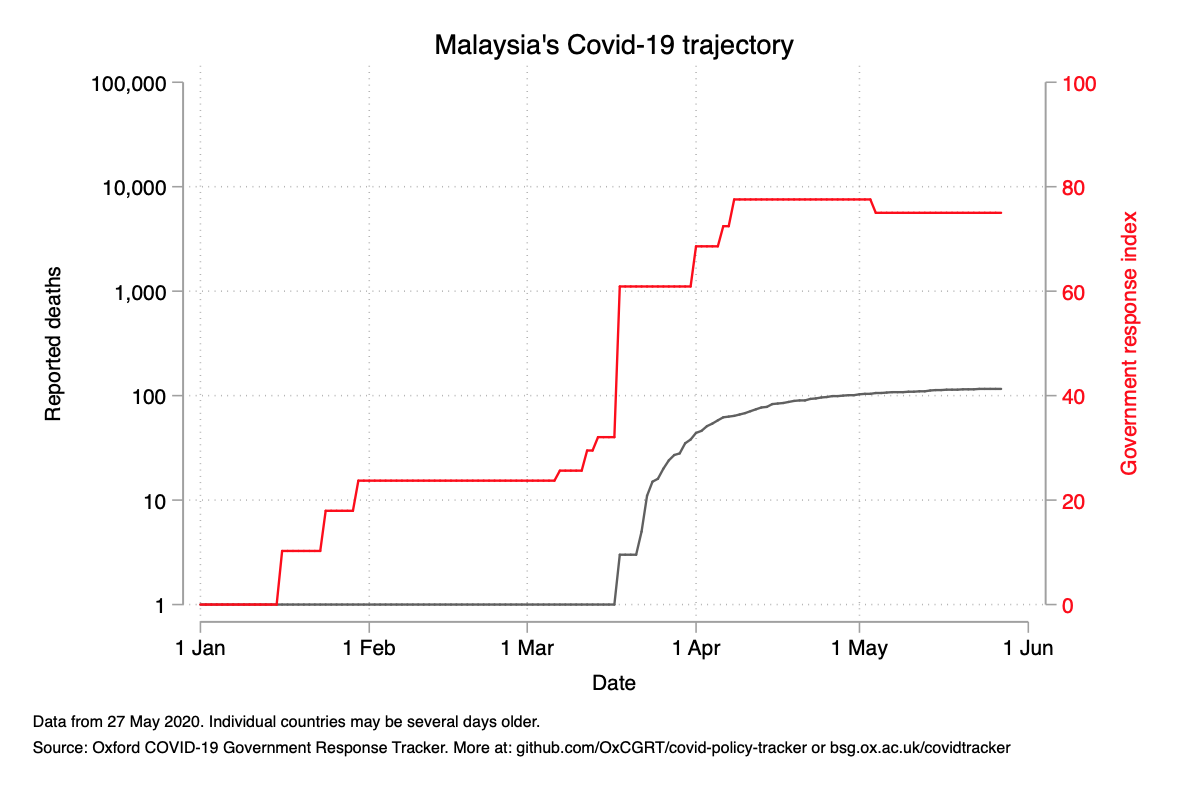 Malaysia's Covid-19 trajectory
100,000
10,000
1,000
100
10
1
Reported deaths
100
80
60
40
20
0
Government response index
1 Jan
1 Feb
1 Mar
1 Apr
1 May
1 Jun
Date
Data from 27 May 2020. Individual countries may be several days older.
Source: Oxford COVID-19 Government Response Tracker. More at: github.com/OxCGRT/covid-policy-tracker or bsg.ox.ac.uk/covidtracker